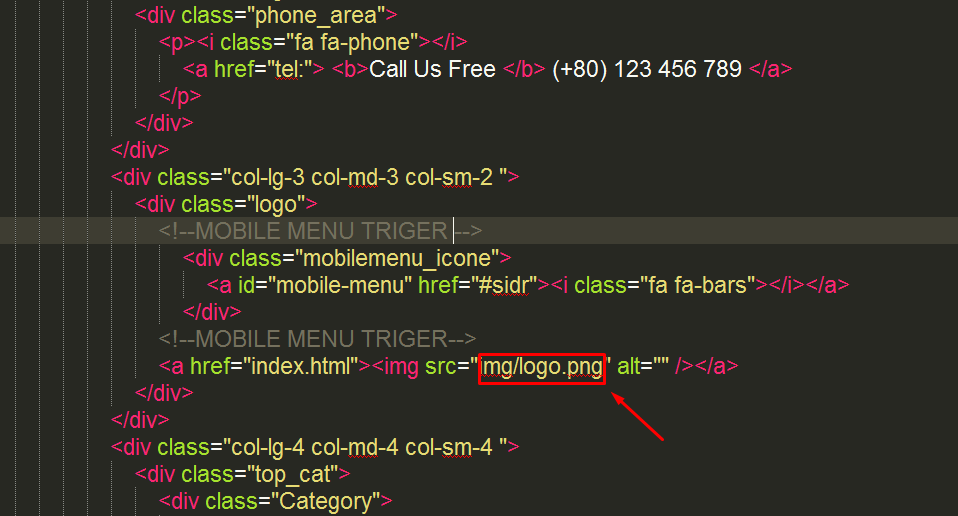 <div class="phone_area">
<p><i class="fa fa-phone"></i>
<a href="tel:"> <b>Call Us Free </b> (+80) 123 456 789 </a>
</p>
</div>
</div>
<div class="col-lg-3 col-md-3 col-sm-2 ">
<div class="logo">
<!--MOBILE MENU TRIGER -->
<div class="mobilemenu_icone">
<a id="mobile-menu" href="#sidr"><i class="fa fa-bars"></i></a>
</div>
<!--MOBILE MENU TRIGER-->
<a href="index.html"><img src="img/logo.png" alt="" /></a>
</div>
</div>
<div class="col-lg-4 col-md-4 col-sm-4 ">
<div class="top_cat">
<div class="Category">